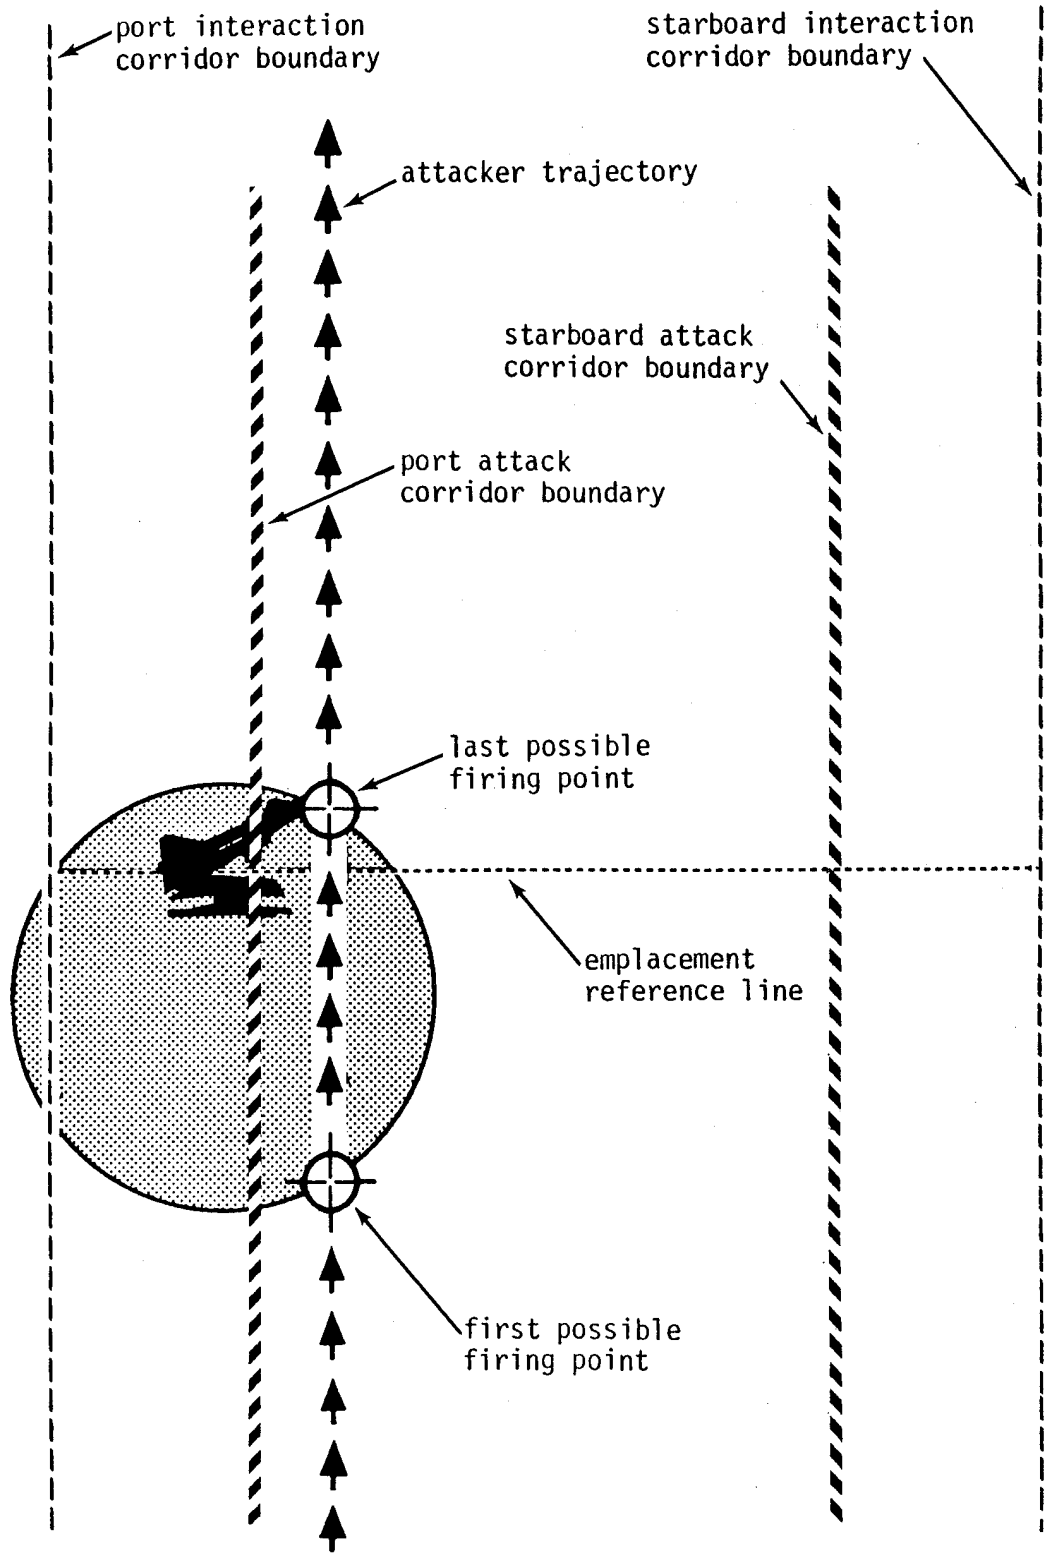 port interaction
corridor boundary
starboard interaction
corridor boundary
attacker trajectory
starboard attack
corridor boundary
port attack
corridor boundary
last possible
firing point
emplacement
reference line
first possible
firing point